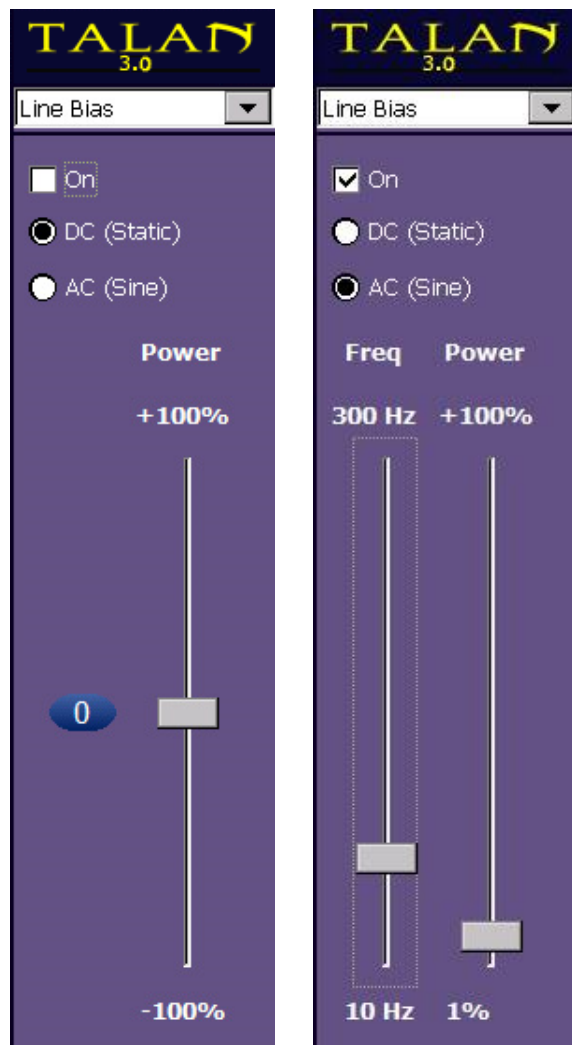 TALAN
3.0
Line Bias
On
DC (Static)
AC (Sine)
Power
+100%
0
-100%
TALAN
3.0
Line Bias
On
DC (Static)
AC (Sine)
Freq Power
300 Hz +100%
10 Hz 1%